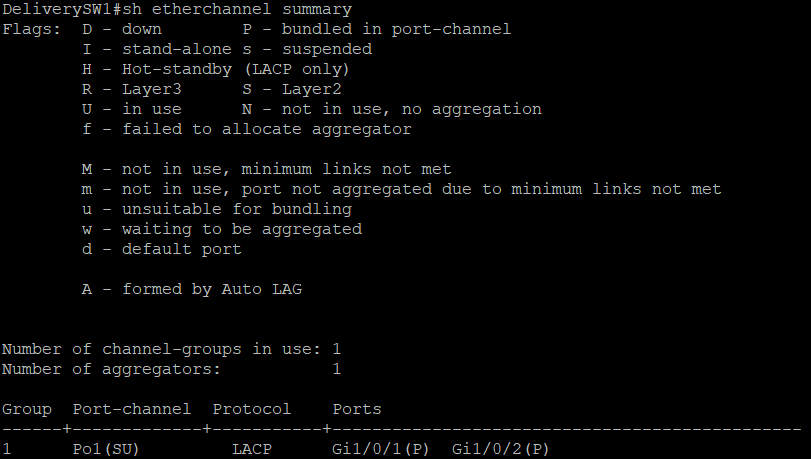 DeliverySW1#sh etherchannel summary
Flags:  D - down        P - bundled in port-channel
        I - stand-alone s - suspended
        H - Hot-standby (LACP only)
        R - Layer3      S - Layer2
        U - in use      N - not in use, no aggregation
        f - failed to allocate aggregator

        M - not in use, minimum links not met
        m - not in use, port not aggregated due to minimum links not met
        u - unsuitable for bundling
        w - waiting to be aggregated
        d - default port

        A - formed by Auto LAG


Number of channel-groups in use: 1
Number of aggregators:           1

Group  Port-channel  Protocol    Ports
------+-------------+-----------+-----------------------------------------------
1      Po1(SU)         LACP      Gi1/0/1(P)  Gi1/0/2(P)